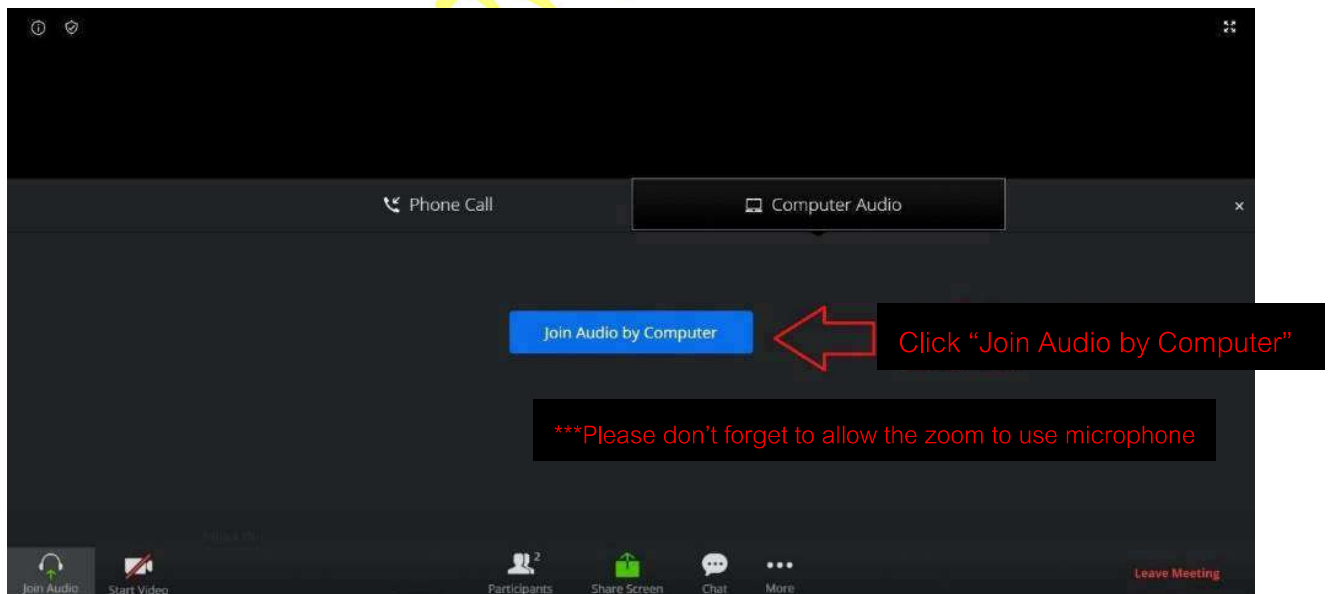 Phone Call
Computer Audio
Join Audio by Computer
Click “Join Audio by Computer”
***Please don’t forget to allow the zoom to use microphone
Join Audio
Start Video
Participants
2
Share Screen
Chat
More
Leave Meeting